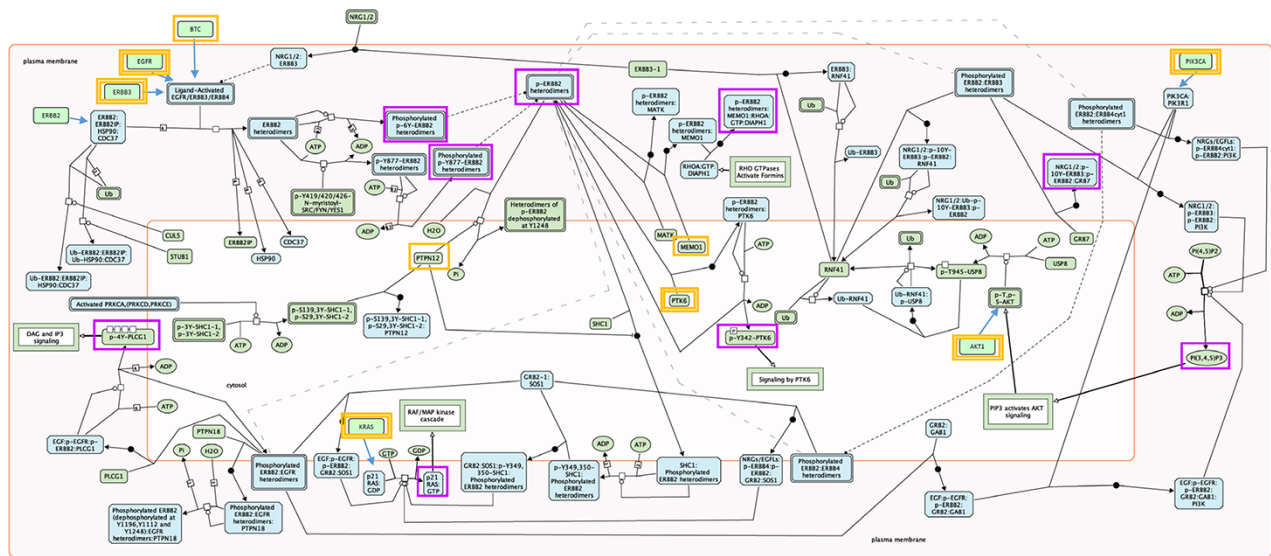 NRG1/2
BTC
plasma membrane
EGFR
NRG1/2:
ERBB3
ERBB3-1
ERBB3:
RNF41
PIK3CA
ERBB3
Ligand-Activated
EGFR/ERBB3/ERBB4
p-ERBB2
heterodimers
p-ERBB2
heterodimers:
MATK
p-ERBB2
heterodimers:
MEMO1:RHOA:
GTP:DIAPH1
Phosphorylated
ERBB2:ERBB3
heterodimers
PIK3CA:
PIK3R1
ERBB2
ERBB2:
ERBB2IP:
HSP90:
CDC37
ERBB2
heterodimers
Phosphorylated
p-6Y-ERBB2
heterodimers
p-ERBB2
heterodimers:
MEMO1
Ub
Phosphorylated
ERBB2:ERBB4cyt1
heterodimers
ATP
ADP
p-Y877-ERBB2
heterodimers
Phosphorylated
p-Y877-ERBB2
heterodimers
RHOA:GTP:
DIAPH1
RHO GTPases
Activate Formins
Ub-ERBB3
NRG1/2:p-10Y-
ERBB3:p-ERBB2:
RNF41
NRGs/EGFLs:
p-ERBB4cyt1:
p-ERBB2:PI3K
NRG1/2:p-
10Y-ERBB3:p-
ERBB2:GRB7
Ub
ATP
p-Y419/420/426-
N-myristoyl-
SRC/FYN/YES1
Ub
Heterodimers of
p-ERBB2
dephosphorylated
at Y1248
p-ERBB2
heterodimers:
PTK6
NRG1/2:Ub-p-
10Y-ERBB3:p-
ERBB2
NRG1/2:
p-ERBB3:
p-ERBB2:
PI3K
CUL5
STUB1
ERBB2IP
CDC37
HSP90
ADP
H2O
MATK
MEMO1
ATP
Ub
ADP
ATP
GRB7
Ub-ERBB2:ERBB2IP:
Ub-HSP90:CDC37
Ub-ERBB2:ERBB2IP:
HSP90:CDC37
PTPN12
Pi
RNF41
p-T945-USP8
USP8
PI(4,5)P2
ATP
Activated PRKCA,(PRKCD,PRKCE)
PTK6
Ub-RNF41
Ub-RNF41:
p-USP8
p-T,p-
S-AKT
ADP
p-S139,3Y-SHC1-1,
p-S29,3Y-SHC1-2
SHC1
Ub
ADP
DAG and IP3
signaling
p-4Y-PLCG1
p-3Y-SHC1-1,
p-3Y-SHC1-2
p-S139,3Y-SHC1-1,
p-S29,3Y-SHC1-2:
PTPN12
p-Y342-PTK6
AKT1
PI(3,4,5)P3
ATP
ADP
ADP
cytosol
GRB2-1:
SOS1
Signaling by
PTK6
PIP3 activates AKT
signaling
ATP
RAF/MAP kinase
cascade
KRAS
EGF:p-EGFR:p-
ERBB2:PLCG1
PTPN18
GRB2:
GAB1
Pi
H2O
PLCG1
Phosphorylated
ERBB2:EGFR
heterodimers
EGF:p-EGFR:
p-ERBB2:
GRB2:SOS1
GTP
GDP
p21
RAS:
GDP
p21
RAS:
GTP
GRB2:SOS1:p-Y349,
350-SHC1:
Phosphorylated
ERBB2 heterodimers
ADP
ATP
p-Y349,350-
SHC1:
Phosphorylated
ERBB2 heterodimers
SHC1:
Phosphorylated
ERBB2 heterodimers
NRGs/EGFLs:
p-ERBB4:p-
ERBB2:
GRB2:SOS1
Phosphorylated
ERBB2:ERBB4
heterodimers
EGF:p-EGFR:
p-ERBB2:
GRB2:GAB1
EGF:p-EGFR:
p-ERBB2:
GRB2:GAB1:
PI3K
Phosphorylated ERBB2
(dephosphorylated at
Y1196,Y1112 and
Y1248):EGFR
heterodimers:PTPN18
Phosphorylated
ERBB2:EGFR
heterodimers:
PTPN18
plasma membrane